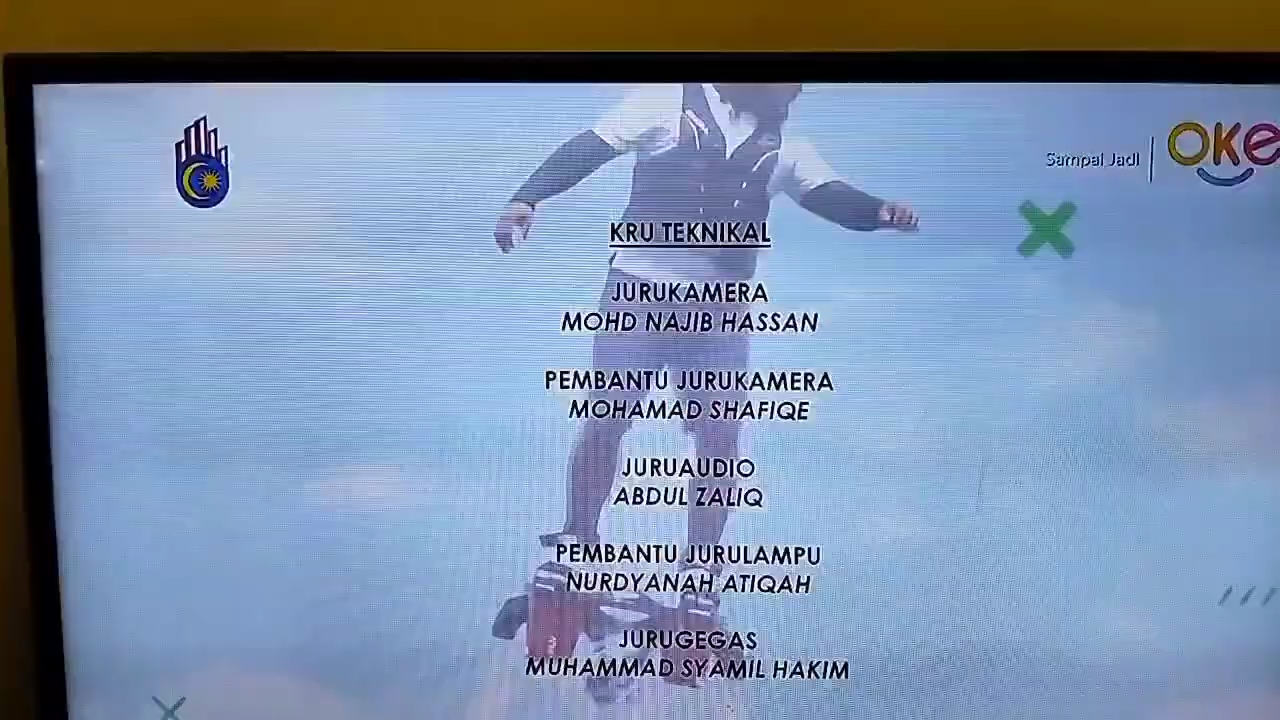 Sampai Jadi
OKe
KRU TEKNIKAL
JURUKAMERA
MOHD NAJIB HASSAN
PEMBANTU JURUKAMERA
MOHAMAD SHAFIQE
JURUAUDIO
ABDUL ZALIQ
PEMBANTU JURULAMPU
NURDYANAH ATIQAH
JURUGEGAS
MUHAMMAD SYAMIL HAKIM